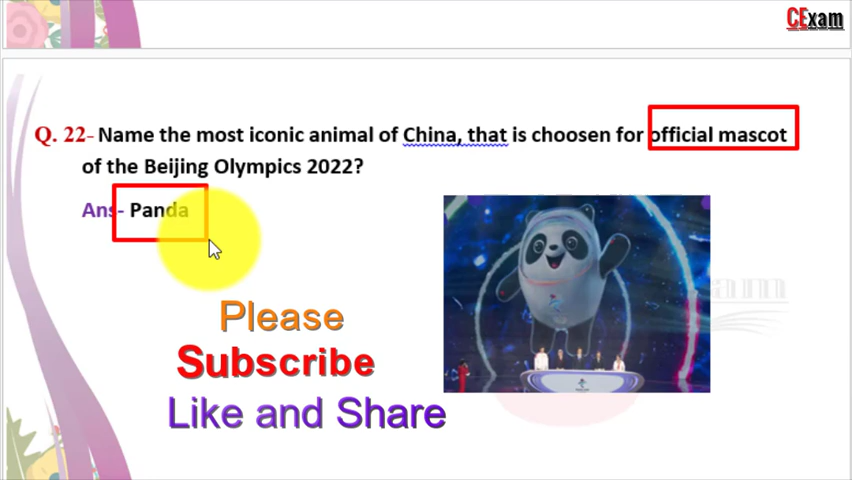 CExam
Q. 22- Name the most iconic animal of China, that is choosen for official mascot
of the Beijing Olympics 2022?
Ans- Panda
Please
Subscribe
Like and Share